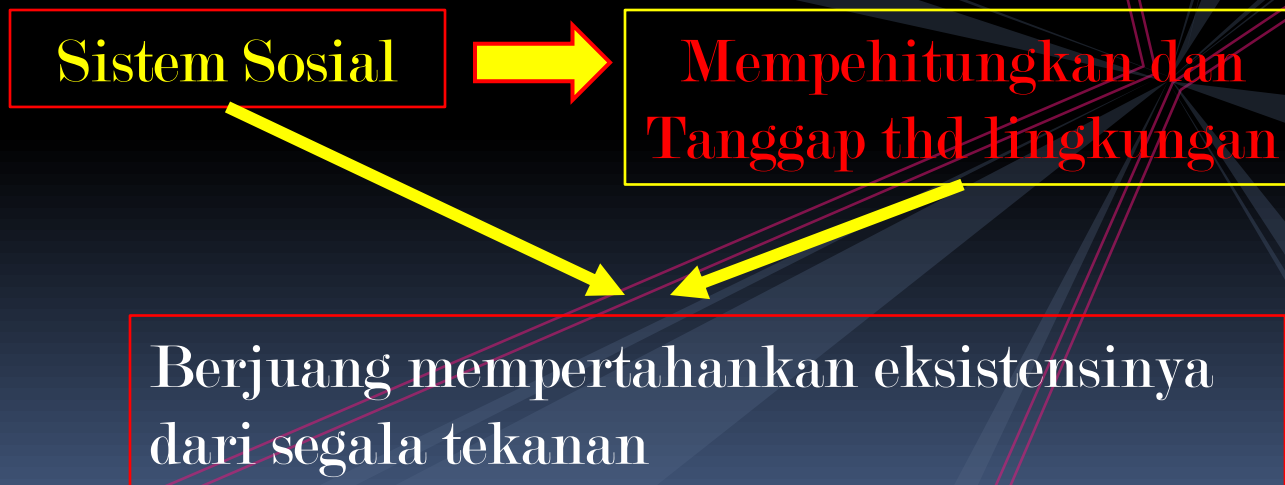 Sistem Sosial
Mempehitungkan dan
Tanggap thd lingkungan
Berjuang mempertahankan eksistensinya
dari segala tekanan